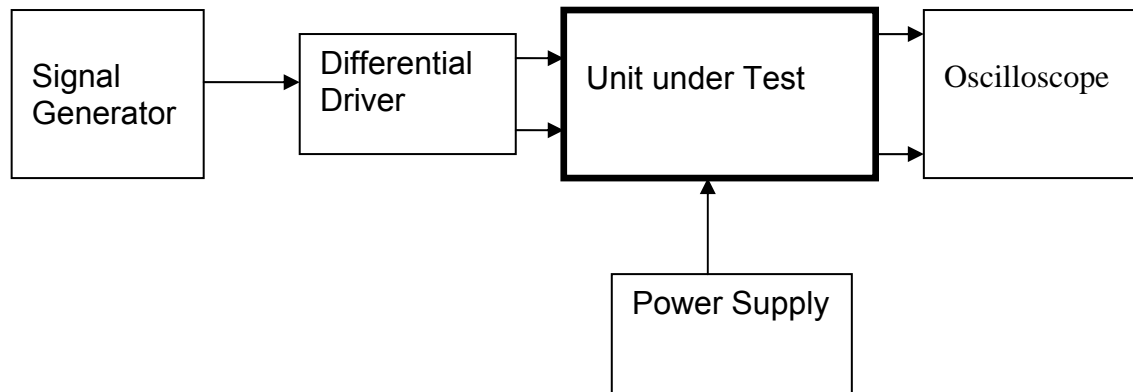 Signal
Generator
Differential
Driver
Unit under Test
Oscilloscope
Power Supply